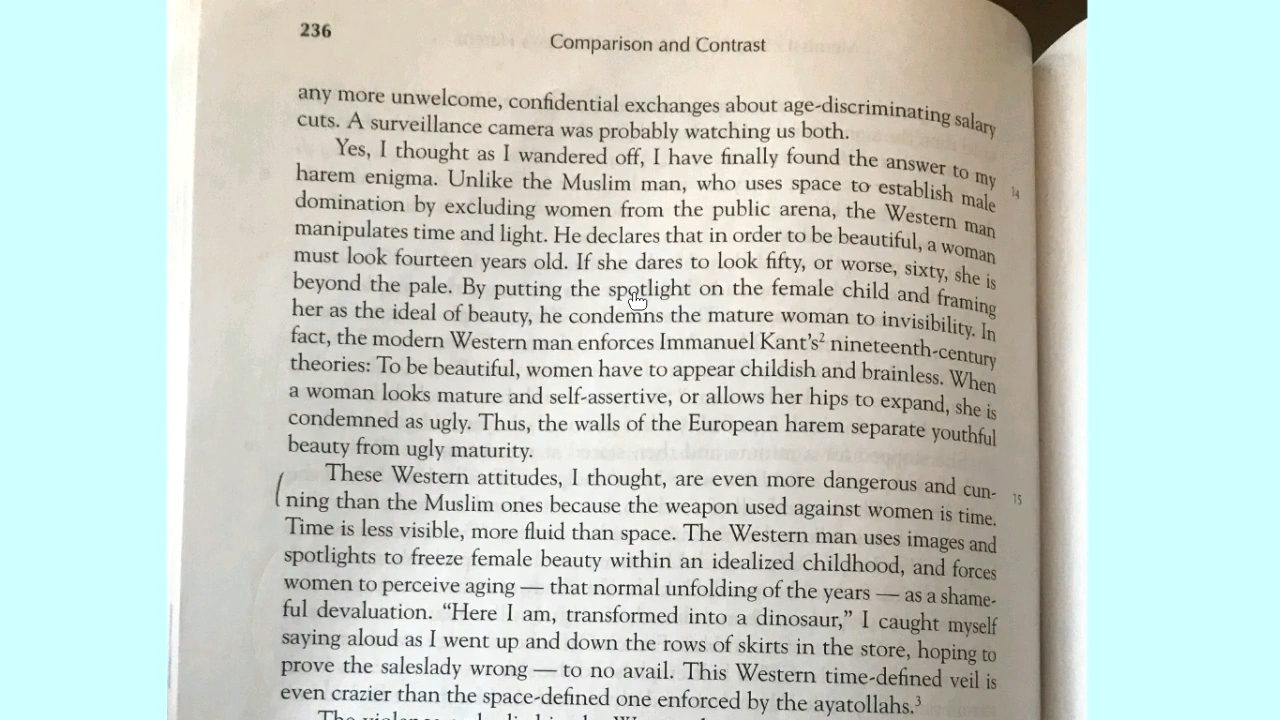 236
Comparison and Contrast
any more unwelcome, confidential exchanges about age-discriminating salary
cuts. A surveillance camera was probably watching us both.
Yes, I thought as I wandered off, I have finally found the answer to my
14
harem enigma. Unlike the Muslim man, who uses space to establish male
domination by excluding women from the public arena, the Western man
manipulates time and light. He declares that in order to be beautiful, a woman
must look fourteen years old. If she dares to look fifty, or worse, sixty, she is
beyond the pale. By putting the spotlight on the female child and framing
her as the ideal of beauty, he condemns the mature woman to invisibility. In
fact, the modern Western man enforces Immanuel Kant's² nineteenth-century
theories: To be beautiful, women have to appear childish and brainless. When
a woman looks mature and self-assertive, or allows her hips to expand, she is
condemned as ugly. Thus, the walls of the European harem separate youthful
beauty from ugly maturity.
These Western attitudes, I thought, are even more dangerous and cun-
15
ning than the Muslim ones because the weapon used against women is time.
Time is less visible, more fluid than space. The Western man uses images and
spotlights to freeze female beauty within an idealized childhood, and forces
women to perceive aging — that normal unfolding of the years — as a shame-
ful devaluation. "Here I am, transformed into a dinosaur," I caught myself
saying aloud as I went up and down the rows of skirts in the store, hoping to
prove the saleslady wrong — to no avail. This Western time-defined veil is
even crazier than the space-defined one enforced by the ayatollahs.³